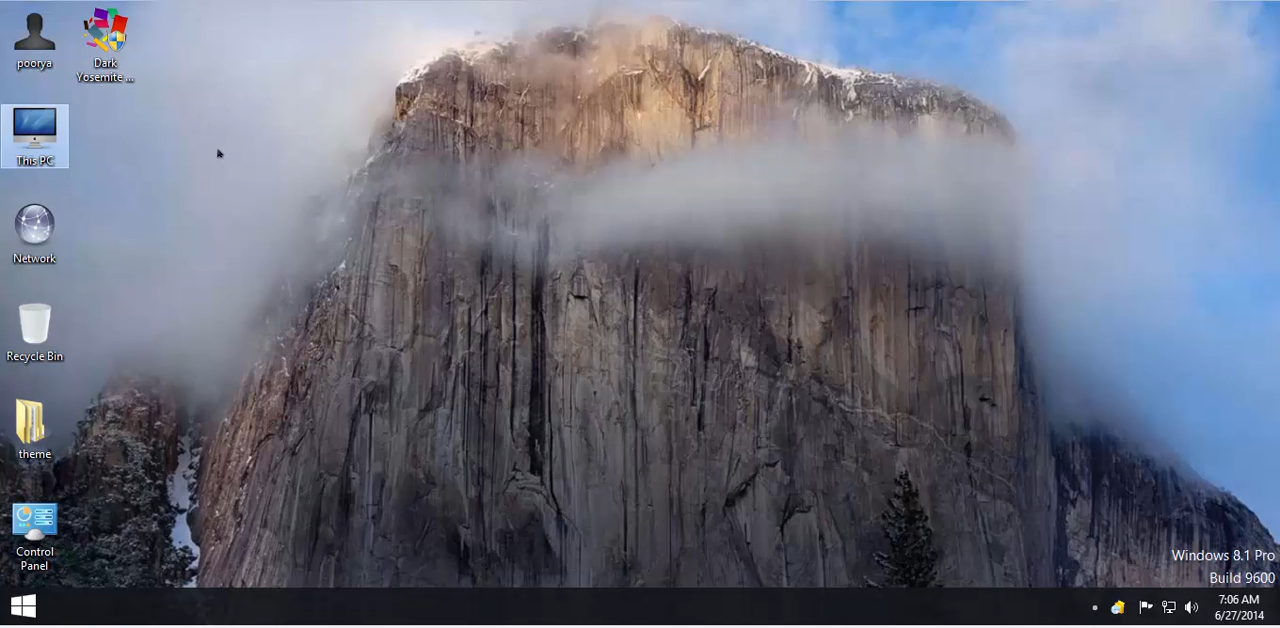 poorya
Dark
Yosemite ...
This PC
Network
Recycle Bin
theme
Control
Panel
Windows 8.1 Pro
Build 9600
7:06 AM
6/27/2014